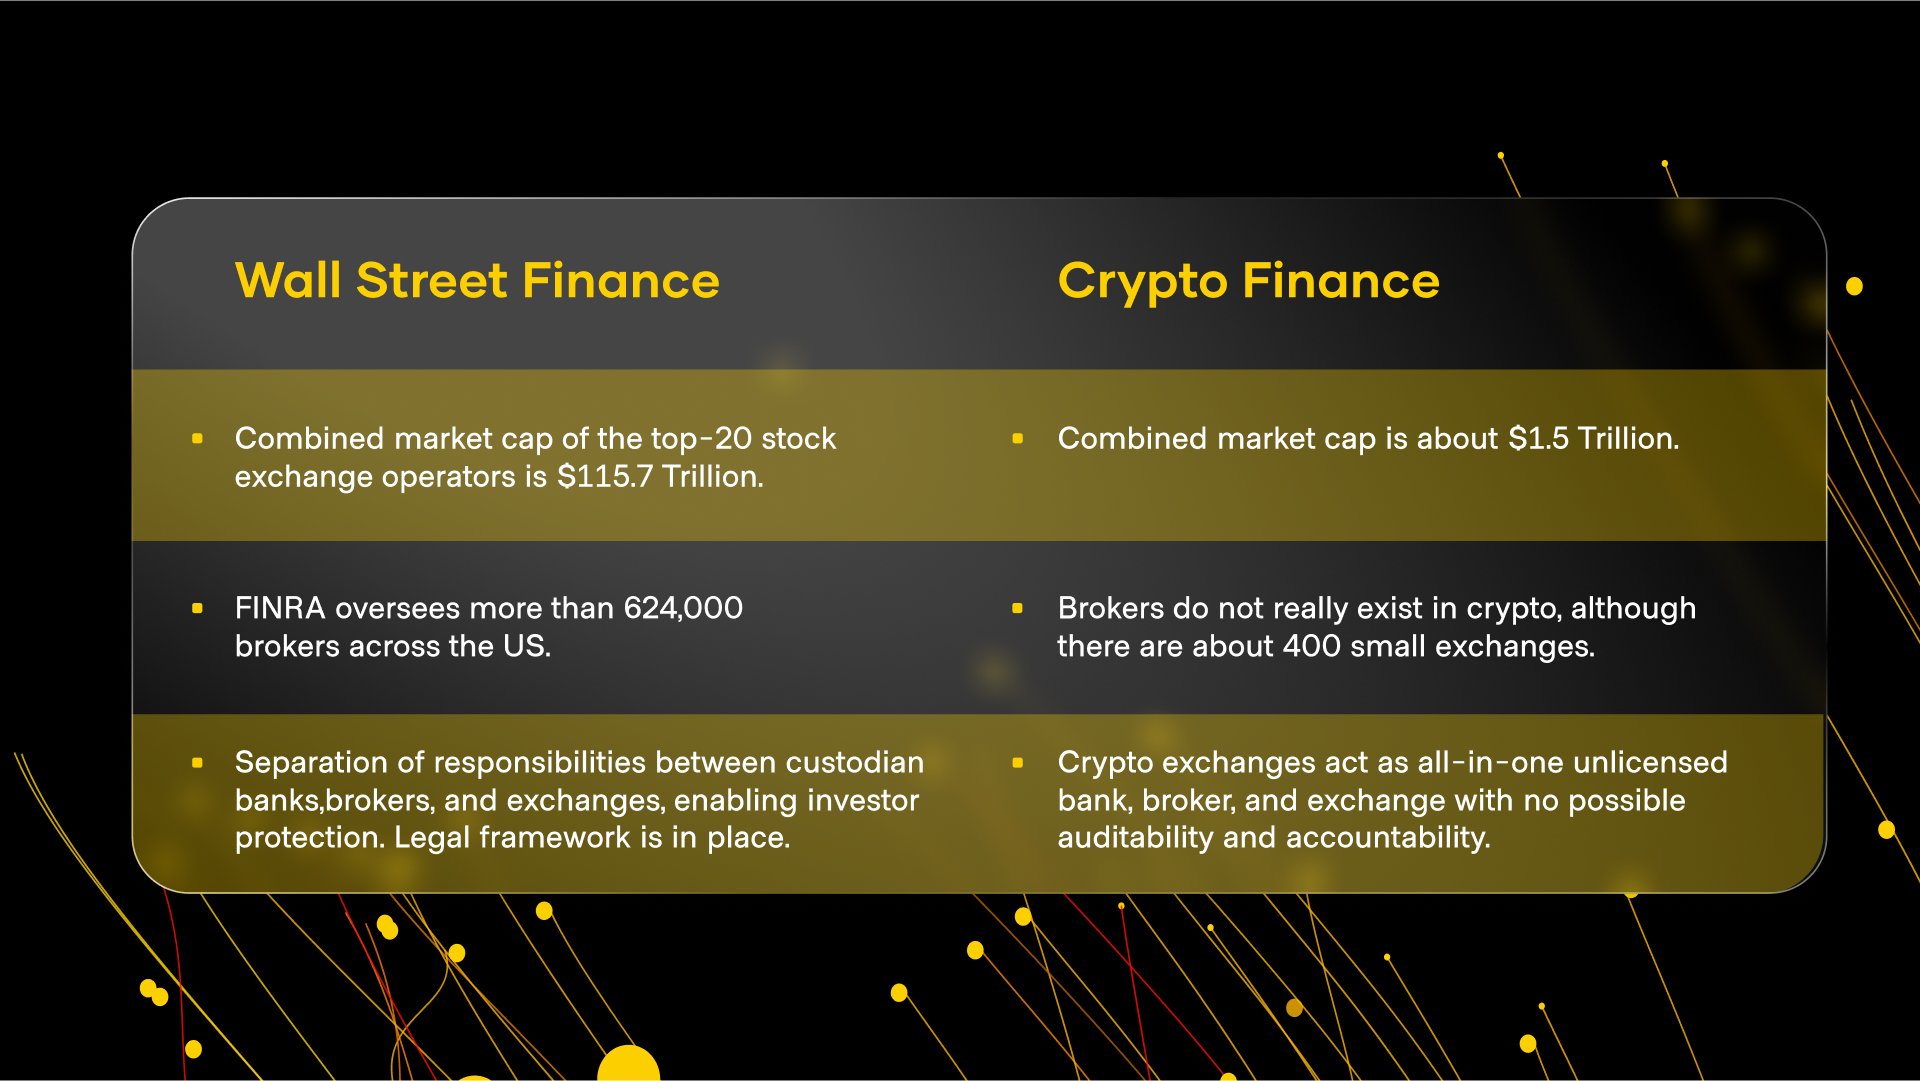 Wall Street Finance
Crypto Finance
Combined market cap of the top-20 stock
exchange operators is $115.7 Trillion.
Combined market cap is about $1.5 Trillion.
FINRA oversees more than 624,000
brokers across the US.
Brokers do not really exist in crypto, although
there are about 400 small exchanges.
Separation of responsibilities between custodian
banks,brokers, and exchanges, enabling investor
protection. Legal framework is in place.
Crypto exchanges act as all-in-one unlicensed
bank, broker, and exchange with no possible
auditability and accountability.